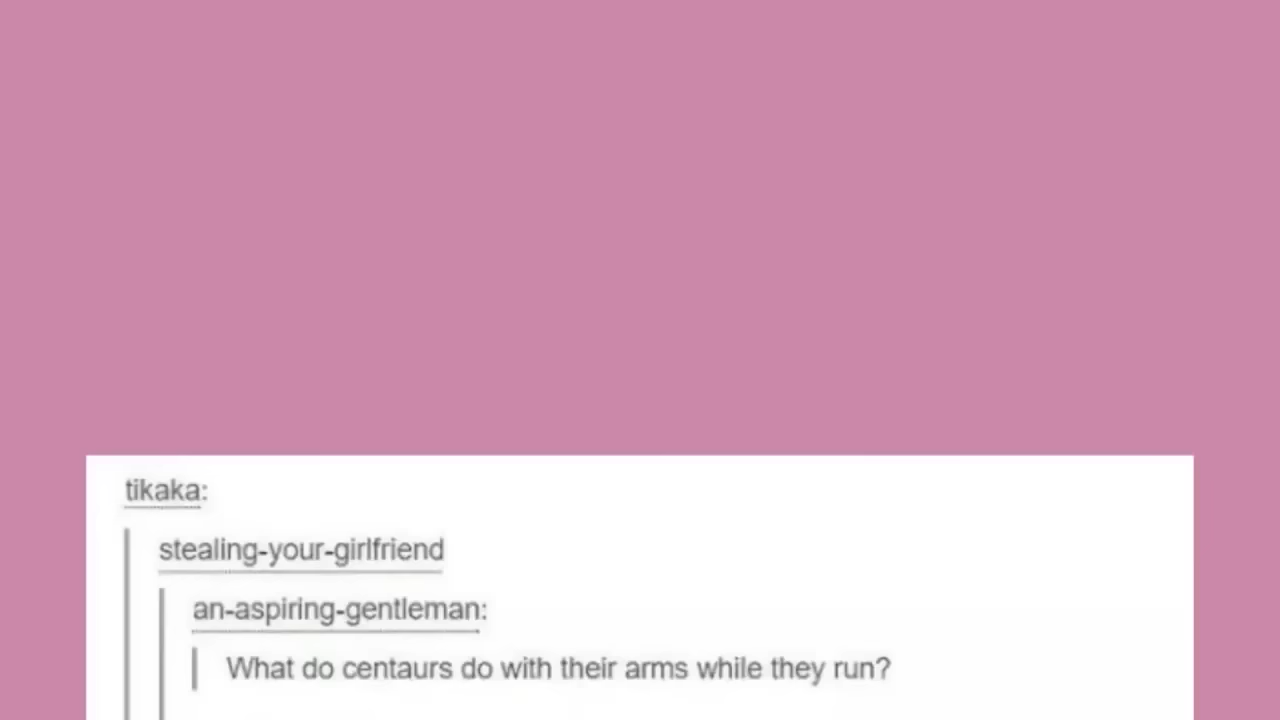 tikaka:
stealing-your-girlfriend
an-aspiring-gentleman:
What do centaurs do with their arms while they run?